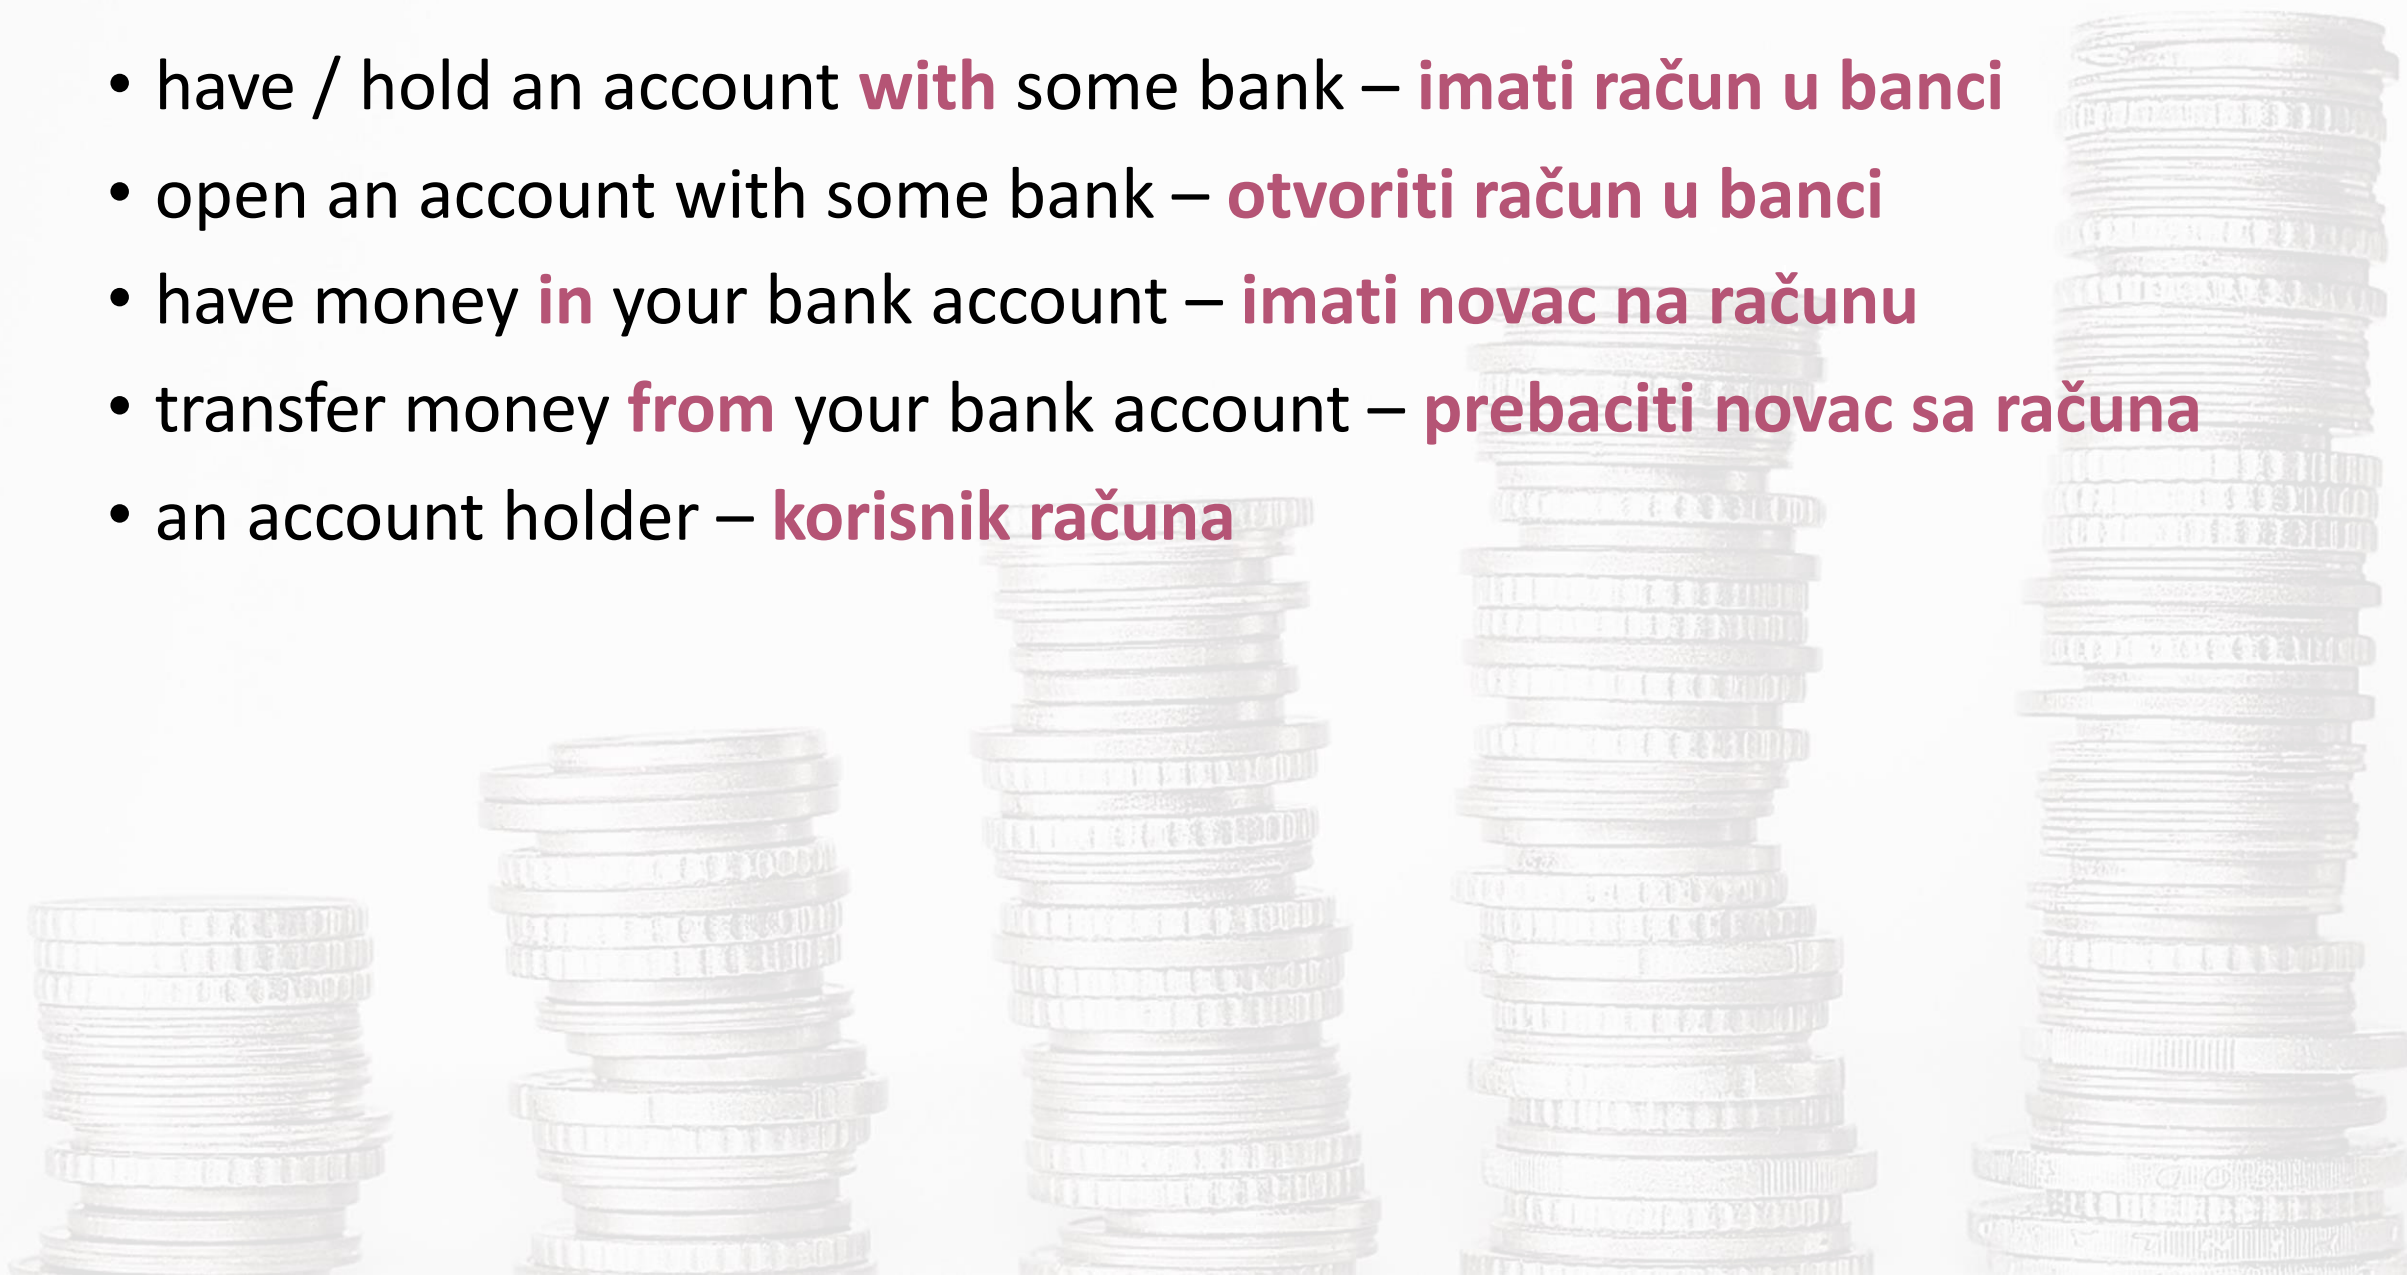 • have / hold an account with some bank – imati račun u banci
• open an account with some bank – otvoriti račun u banci
• have money in your bank account – imati novac na računu
• transfer money from your bank account – prebaciti novac sa računa
• an account holder – korisnik računa